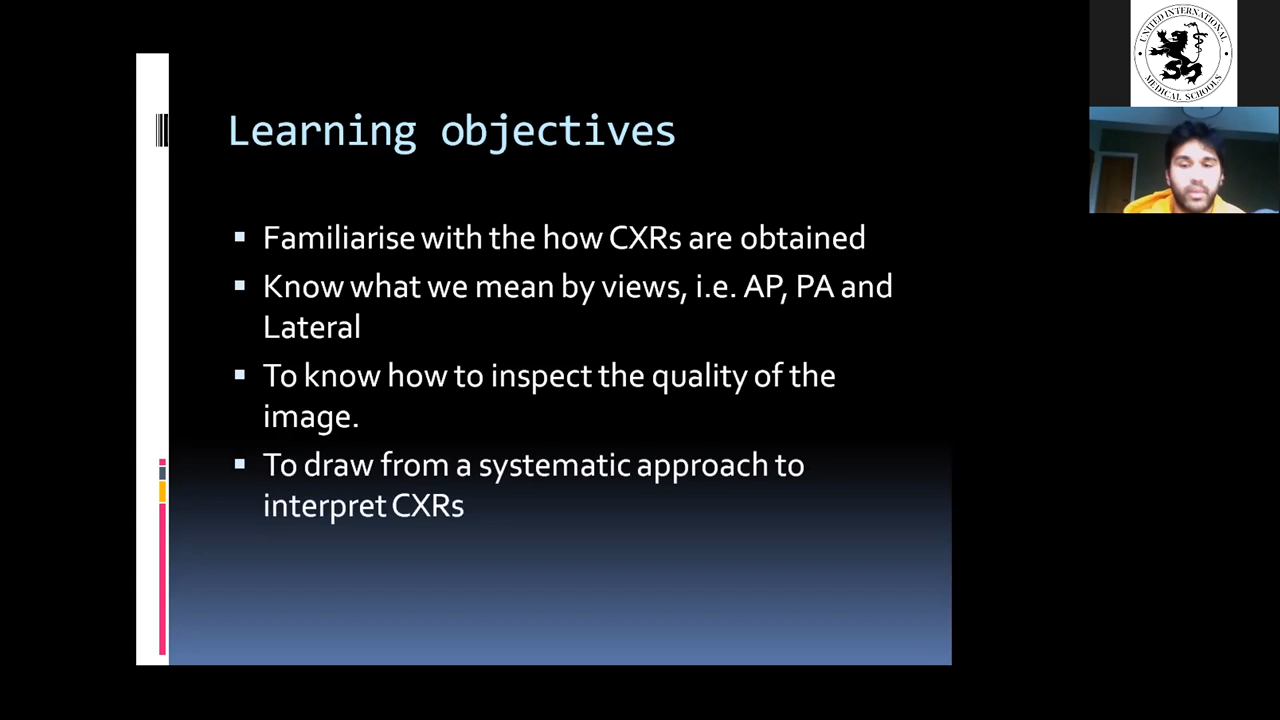 Learning objectives
Familiarise with the how CXRs are obtained
Know what we mean by views, i.e. AP, PA and
Lateral
To know how to inspect the quality of the
image.
To draw from a systematic approach to
interpret CXRs
UNITED INTERNATIONAL
MEDICAL SCHOOLS